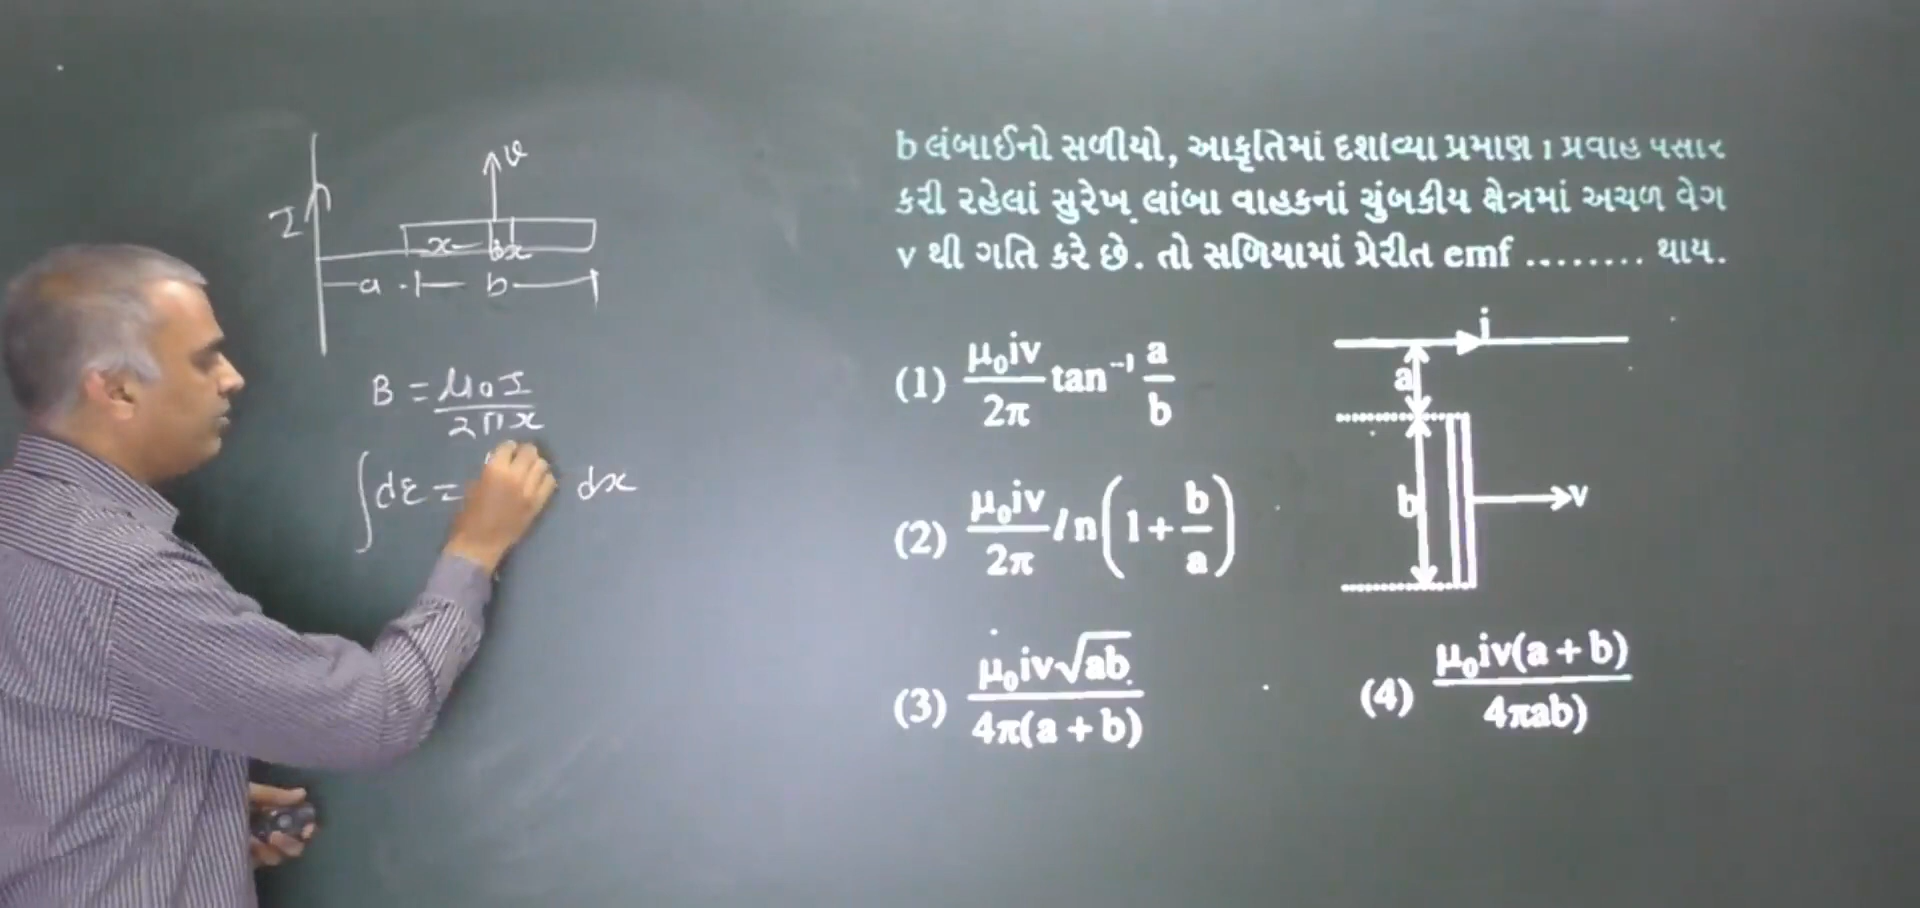 I
v
x dx
a b
B = μ₀I / 2πx
∫dε = dx
b લંબાઈનો સળીયો, આકૃતિમાં દર્શાવ્યા પ્રમાણ i પ્રવાહ પસાર
કરી રહેલાં સુરેખ લાંબા વાહકનાં ચુંબકીય ક્ષેત્રમાં અચળ વેગ
v થી ગતિ કરે છે. તો સળિયામાં પ્રેરીત emf ........ થાય.
(1) μ₀iv / 2π tan⁻¹ a / b
(2) μ₀iv / 2π ln(1 + b / a)
i
a
b
v
(3) μ₀iv√ab / 4π(a + b)
(4) μ₀iv(a + b) / 4πab)